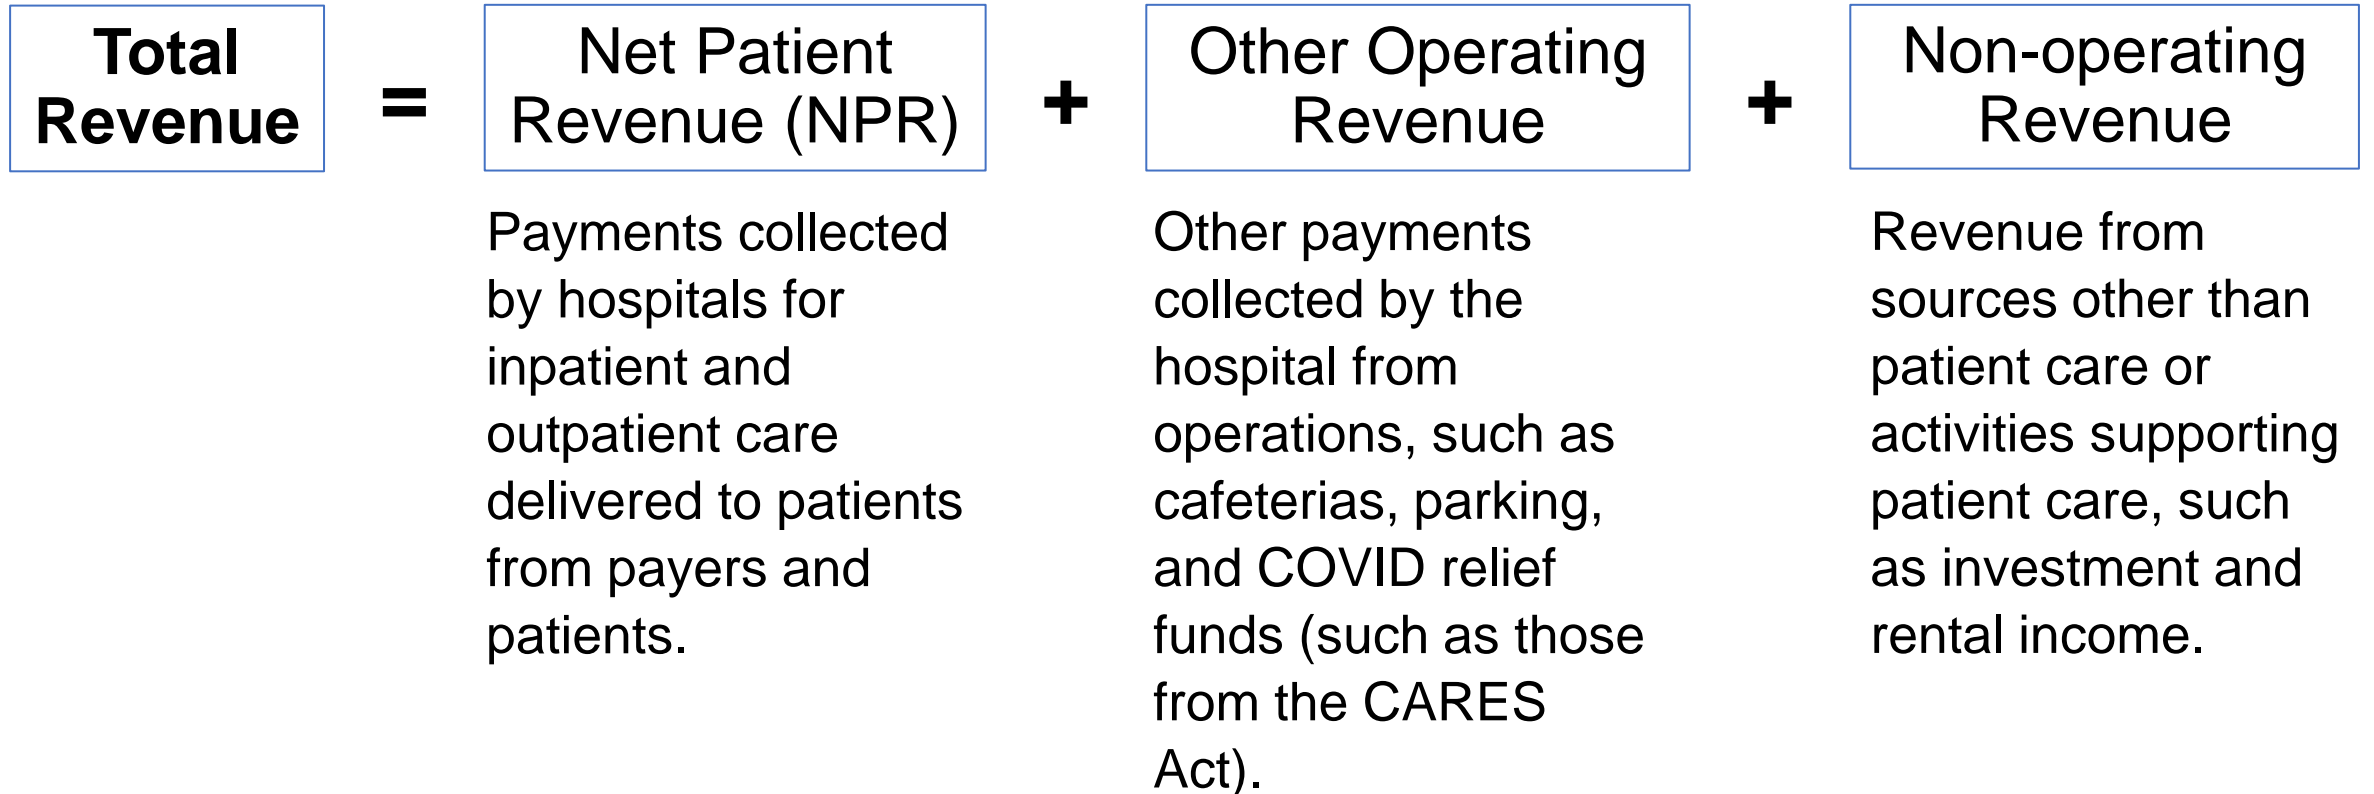 Total
Revenue
=
Net Patient
Revenue (NPR)
+
Other Operating
Revenue
+
Non-operating
Revenue
Payments collected
by hospitals for
inpatient and
outpatient care
delivered to patients
from payers and
patients.
Other payments
collected by the
hospital from
operations, such as
cafeterias, parking,
and COVID relief
funds (such as those
from the CARES
Act).
Revenue from
sources other than
patient care or
activities supporting
patient care, such
as investment and
rental income.